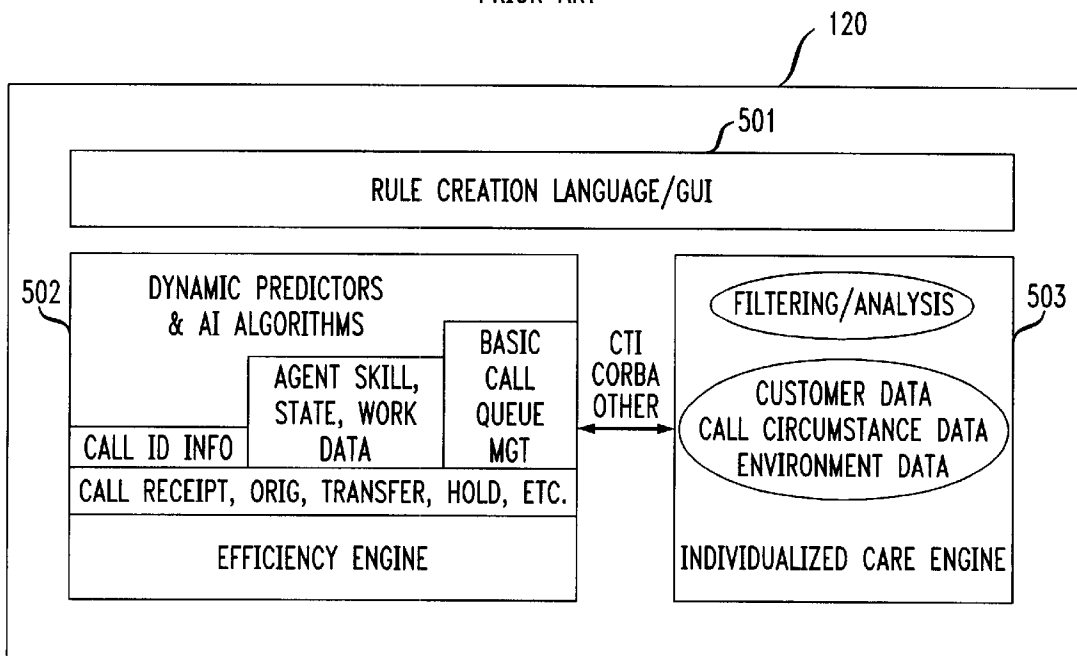 120
501
RULE CREATION LANGUAGE/GUI
502
DYNAMIC PREDICTORS
& AI ALGORITHMS
CALL ID INFO
AGENT SKILL,
STATE, WORK
DATA
BASIC
CALL
QUEUE
MGT
CALL RECEIPT, ORIG, TRANSFER, HOLD, ETC.
EFFICIENCY ENGINE
CTI
CORBA
OTHER
503
FILTERING/ANALYSIS
CUSTOMER DATA
CALL CIRCUMSTANCE DATA
ENVIRONMENT DATA
INDIVIDUALIZED CARE ENGINE